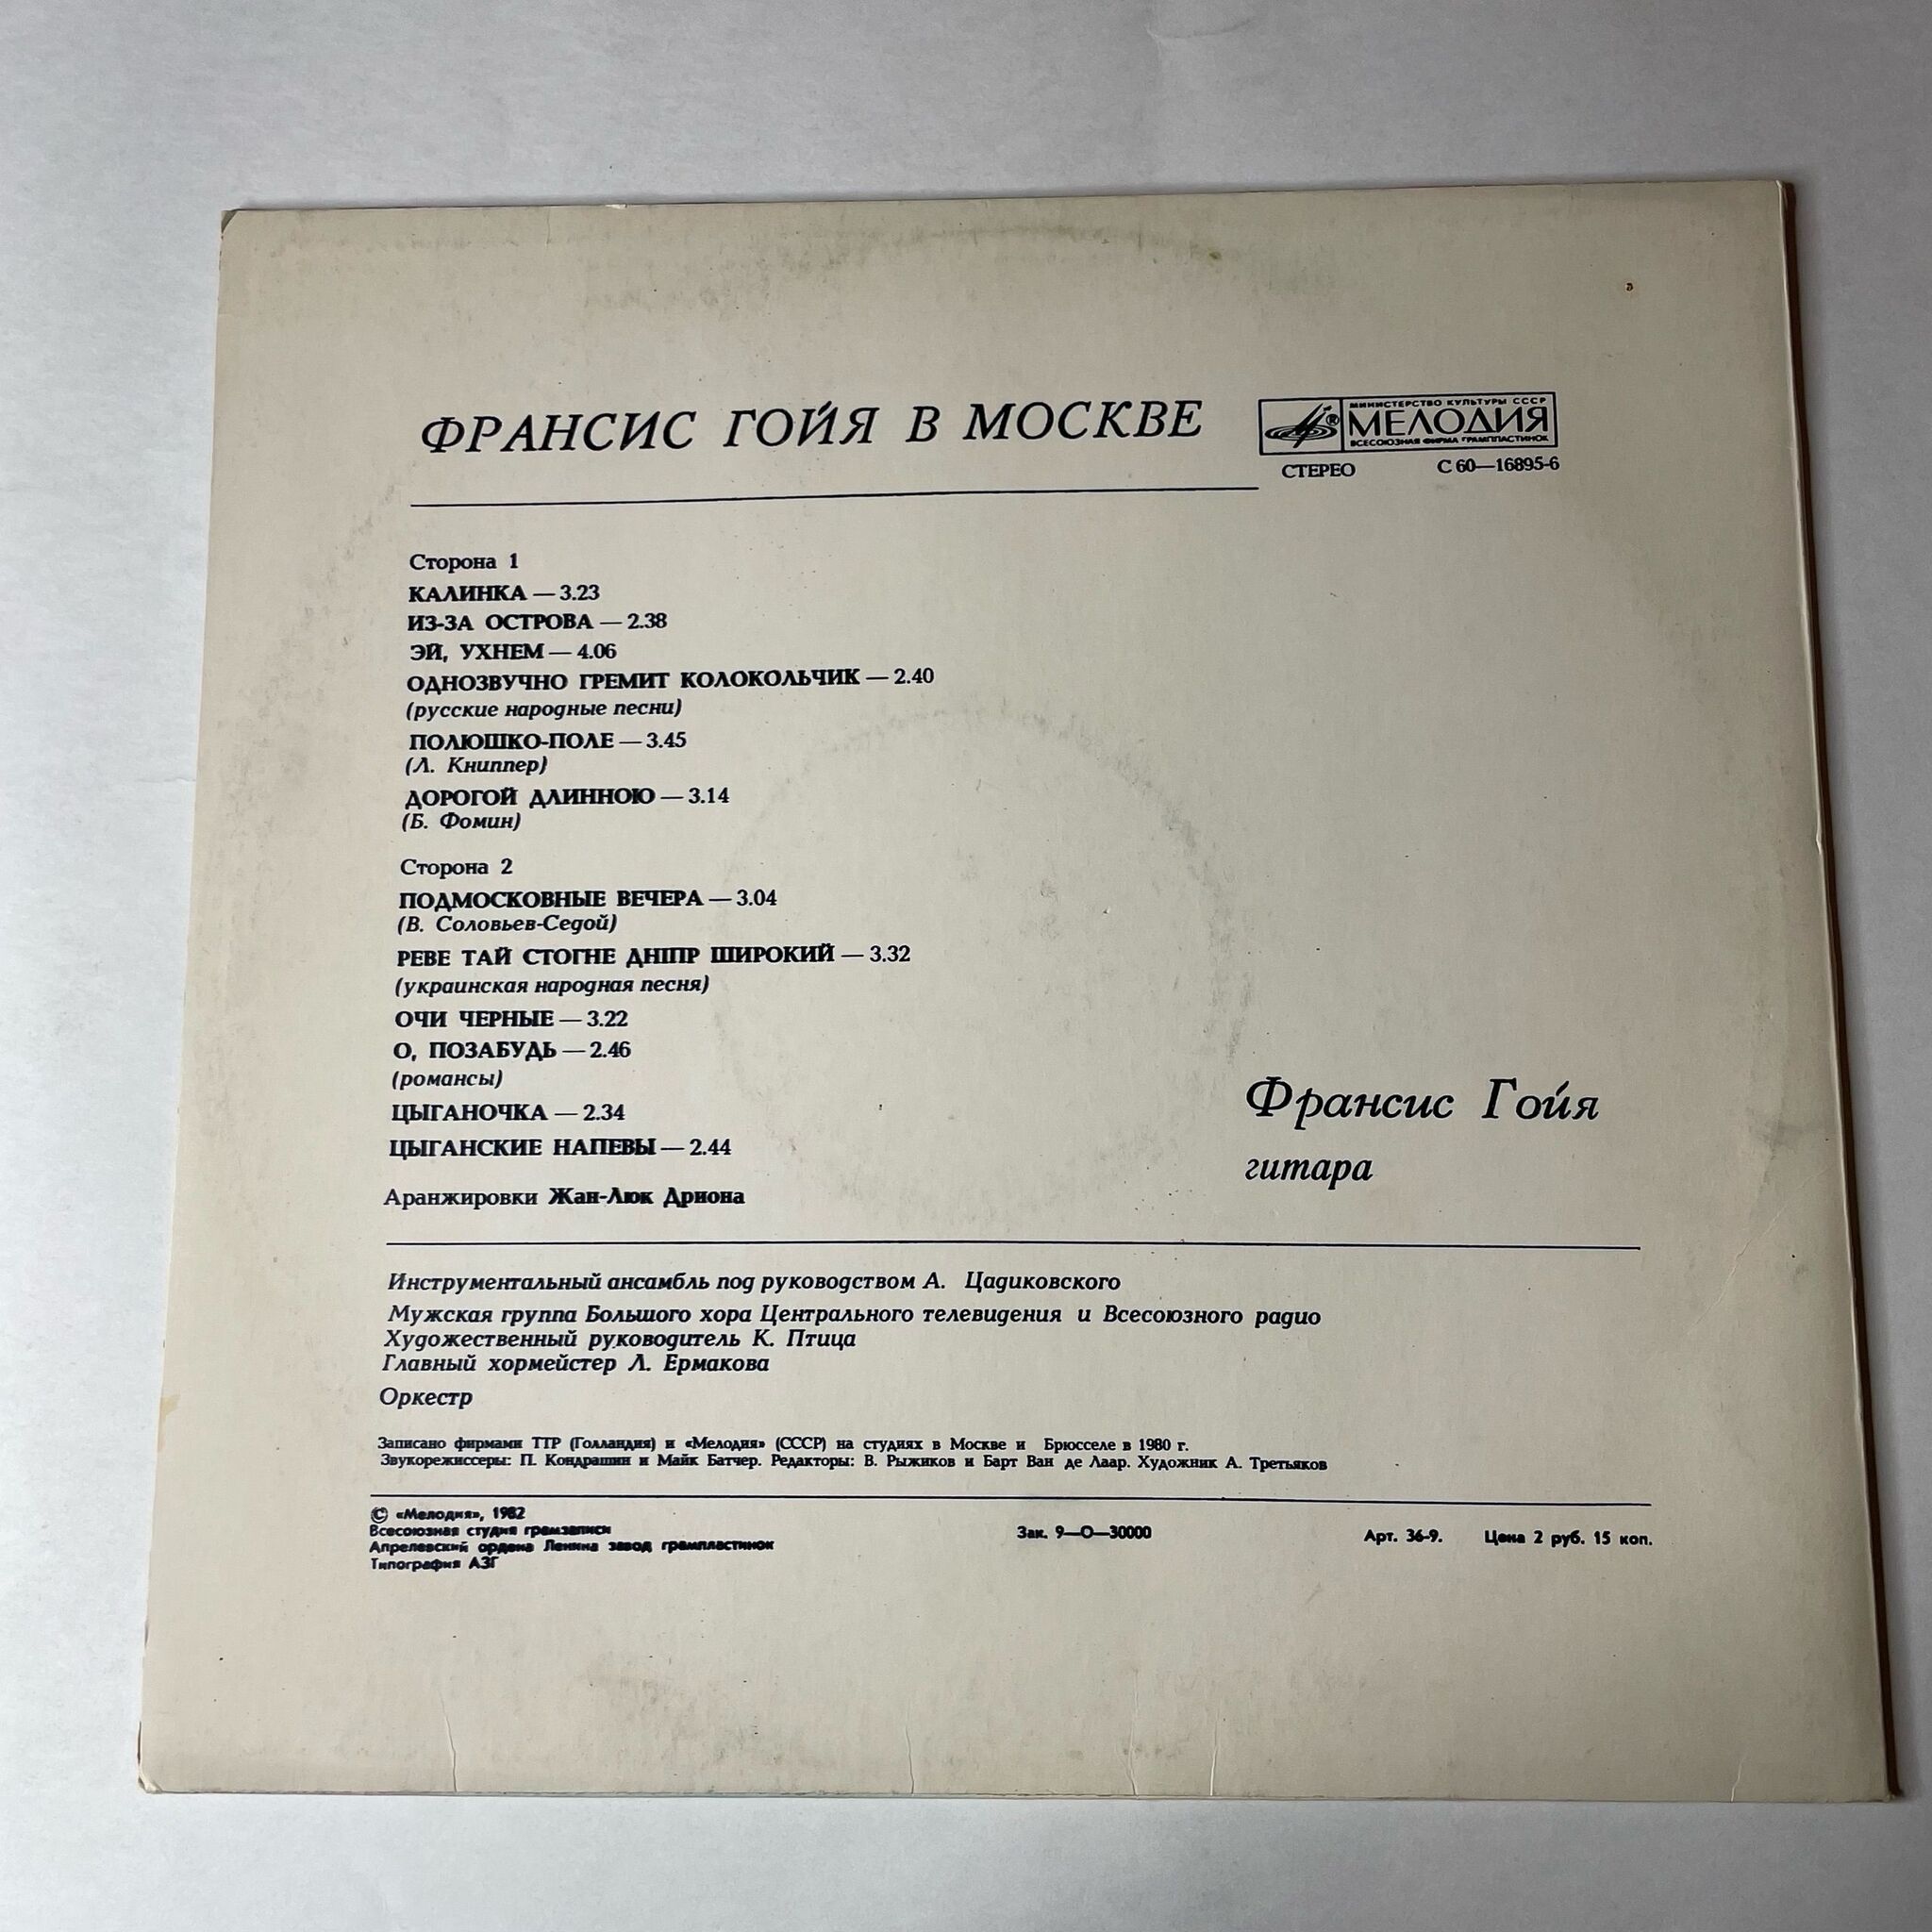 ФРАНСИС ГОЙЯ В МОСКВЕ
МИНИСТЕРСТВО КУЛЬТУРЫ СССР
МЕЛОДИЯ
ВСЕСОЮЗНАЯ ФИРМА ГРАМПЛАСТИНОК
СТЕРЕО С 60—16895-6
Сторона 1
КАЛИНКА — 3.23
ИЗ-ЗА ОСТРОВА — 2.38
ЭЙ, УХНЕМ — 4.06
ОДНОЗВУЧНО ГРЕМИТ КОЛОКОЛЬЧИК — 2.40
(русские народные песни)
ПОЛЮШКО-ПОЛЕ — 3.45
(Л. Книппер)
ДОРОГОЙ ДЛИННОЮ — 3.14
(Б. Фомин)
Сторона 2
ПОДМОСКОВНЫЕ ВЕЧЕРА — 3.04
(В. Соловьев-Седой)
РЕВЕ ТАЙ СТОГНЕ ДНІПР ШИРОКИЙ — 3.32
(украинская народная песня)
ОЧИ ЧЕРНЫЕ — 3.22
О, ПОЗАБУДЬ — 2.46
(романсы)
ЦЫГАНОЧКА — 2.34
ЦЫГАНСКИЕ НАПЕВЫ — 2.44
Аранжировки Жан-Люк Дриона
Франсис Гойя
гитара
Инструментальный ансамбль под руководством А. Цадиковского
Мужская группа Большого хора Центрального телевидения и Всесоюзного радио
Художественный руководитель К. Птица
Главный хормейстер Л. Ермакова
Оркестр
Записано фирмами ТТР (Голландия) и «Мелодия» (СССР) на студиях в Москве и Брюсселе в 1980 г.
Звукорежиссеры: П. Кондрашин и Майк Батчер. Редакторы: В. Рыжиков и Барт Ван де Лаар. Художник А. Третьяков
© «Мелодия», 1982
Всесоюзная студия грамзаписи
Апрелевский ордена Ленина завод грампластинок
Типография АЗГ
Зак. 9—О—30000
Арт. 36-9. Цена 2 руб. 15 коп.